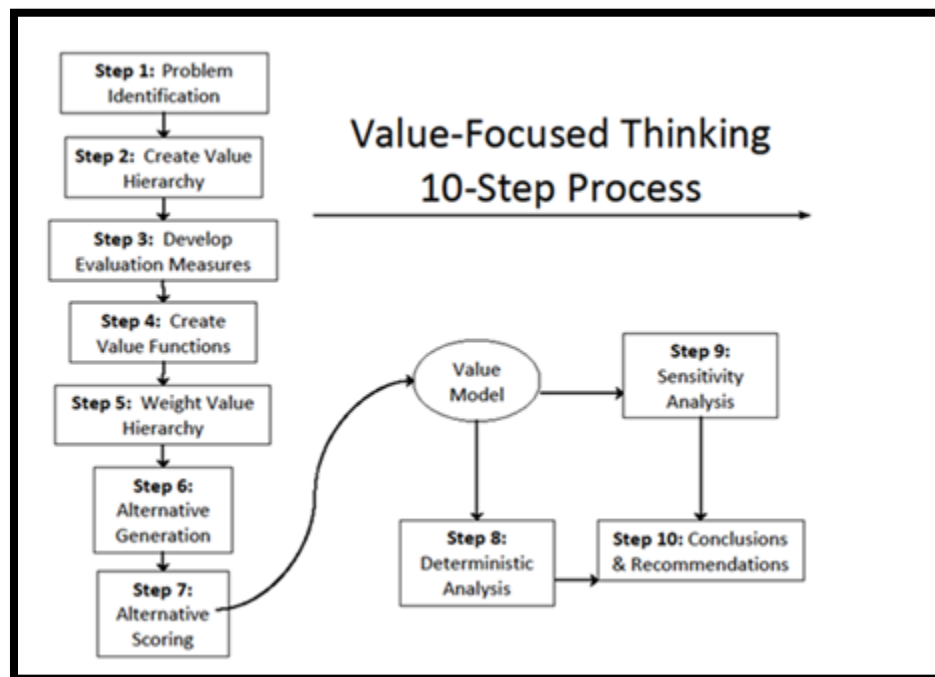 Step 1: Problem
Identification
Step 2: Create Value
Hierarchy
Step 3: Develop
Evaluation Measures
Step 4: Create
Value Functions
Step 5: Weight Value
Hierarchy
Step 6:
Alternative
Generation
Step 7:
Alternative
Scoring
Value-Focused Thinking
10-Step Process
Value
Model
Step 8:
Deterministic
Analysis
Step 9:
Sensitivity
Analysis
Step 10: Conclusions
& Recommendations